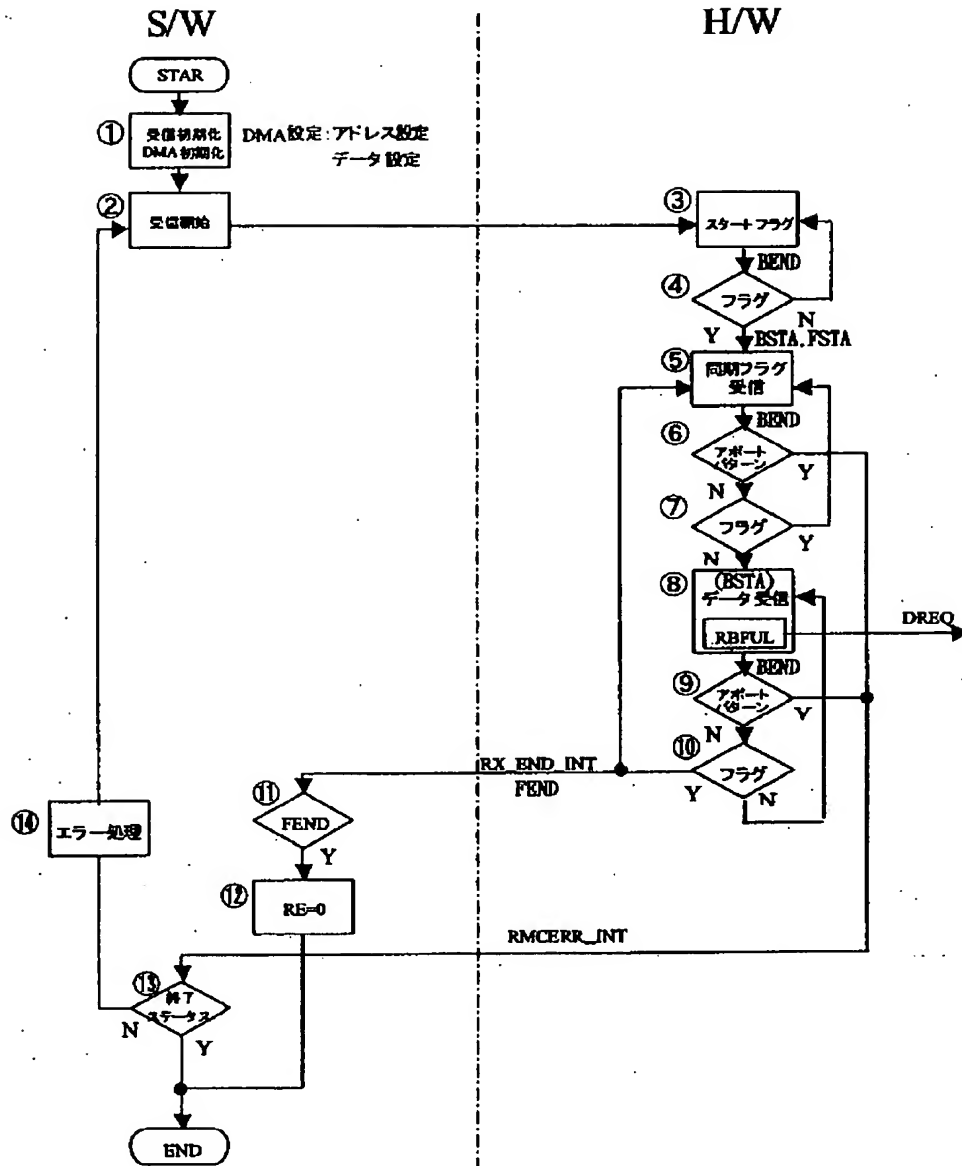 S/W
H/W
STAR
①
受信初期化
DMA初期化
DMA設定:アドレス設定
データ設定
②
受信開始
③
スタートフラグ
BEND
④
フラグ
N
Y
BSTA,FSTA
⑤
同期フラグ
受信
BEND
⑥
アボート
パターン
Y
N
⑦
フラグ
Y
N
⑧
(BSTA)
データ受信
RBFUL
DREQ
BEND
⑨
アボート
パターン
Y
N
⑩
フラグ
Y
N
RX_END_INT
FEND
⑪
FEND
Y
⑭
エラー処理
⑫
RE=0
RMCERR_INT
⑬
終了
ステータス
N
Y
END